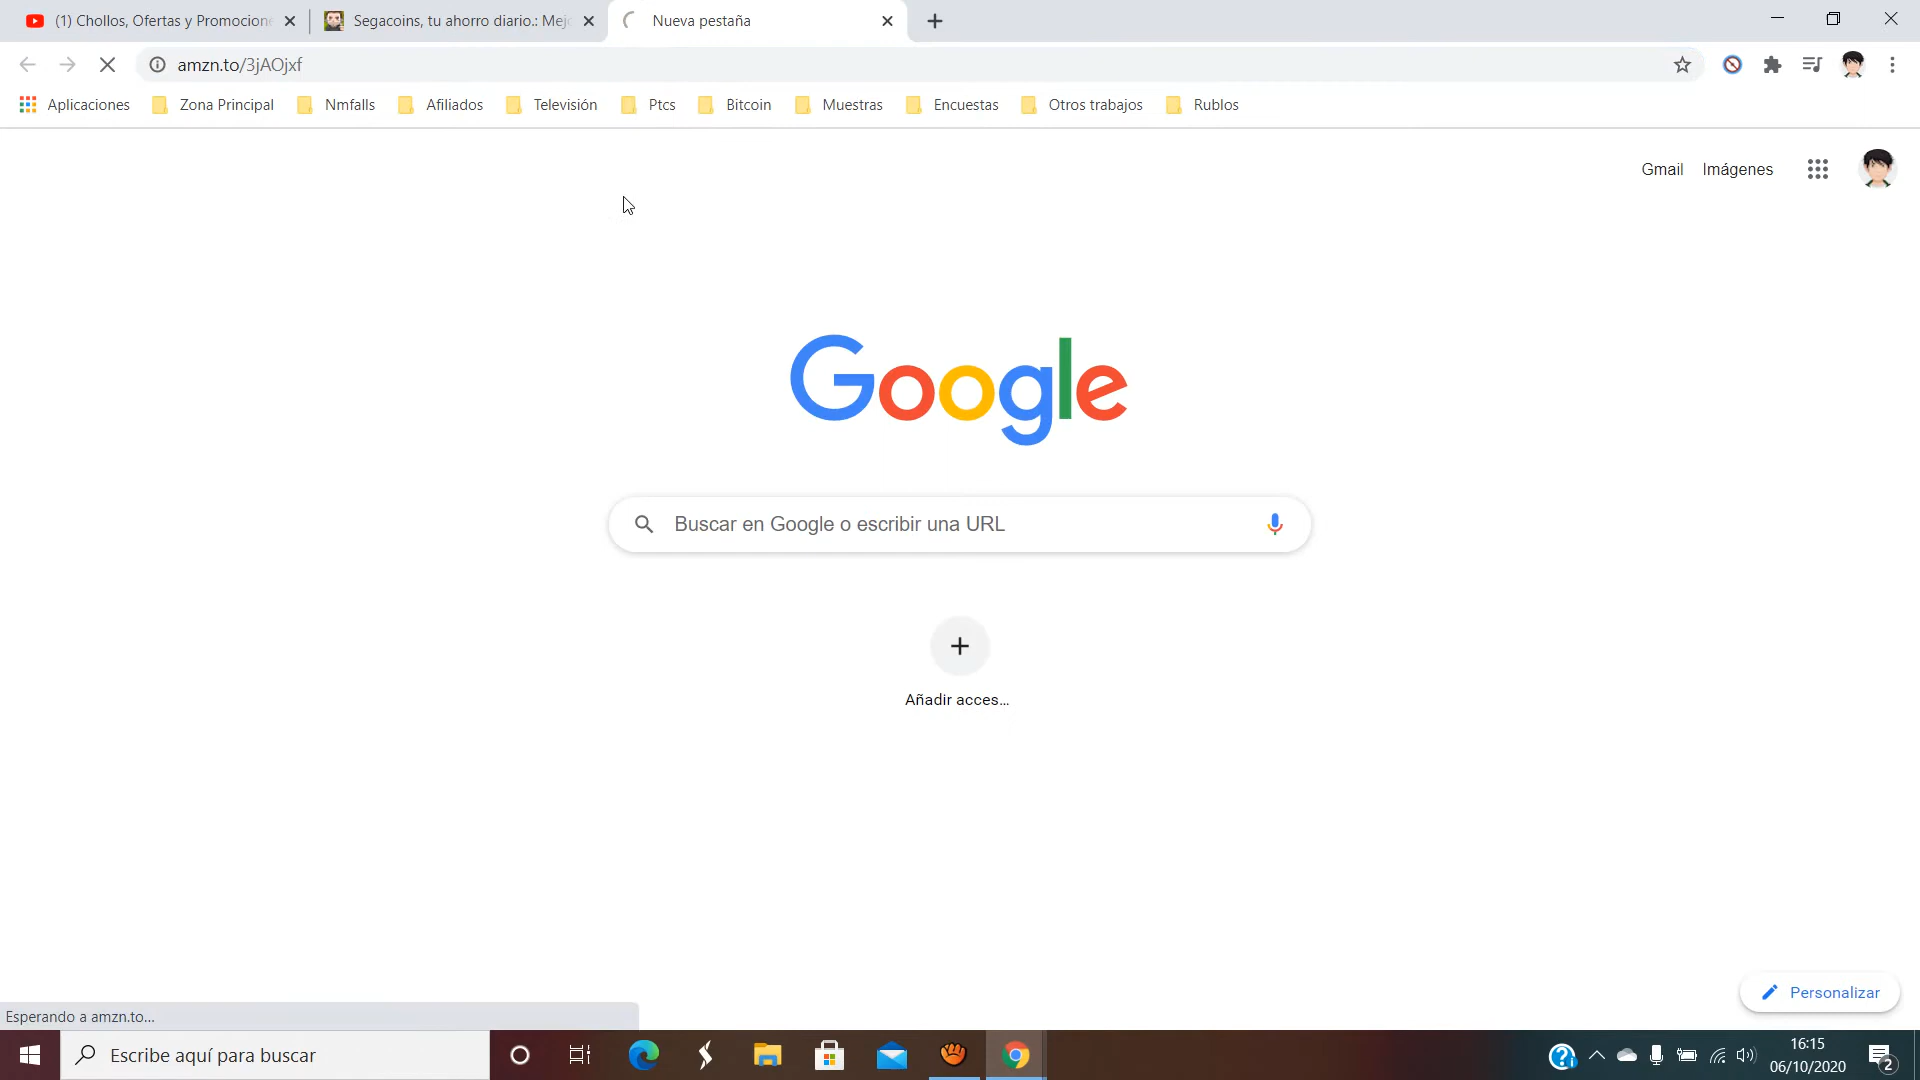 (1) Chollos, Ofertas y Promocione
Segacoins, tu ahorro diario.: Mejo
Nueva pestaña
amzn.to/3jAOjxf
Aplicaciones
Zona Principal
Nmfalls
Afiliados
Televisión
Ptcs
Bitcoin
Muestras
Encuestas
Otros trabajos
Rublos
Gmail
Imágenes
Google
Buscar en Google o escribir una URL
Añadir acces...
Personalizar
Esperando a amzn.to...
Escribe aquí para buscar
16:15
06/10/2020
2